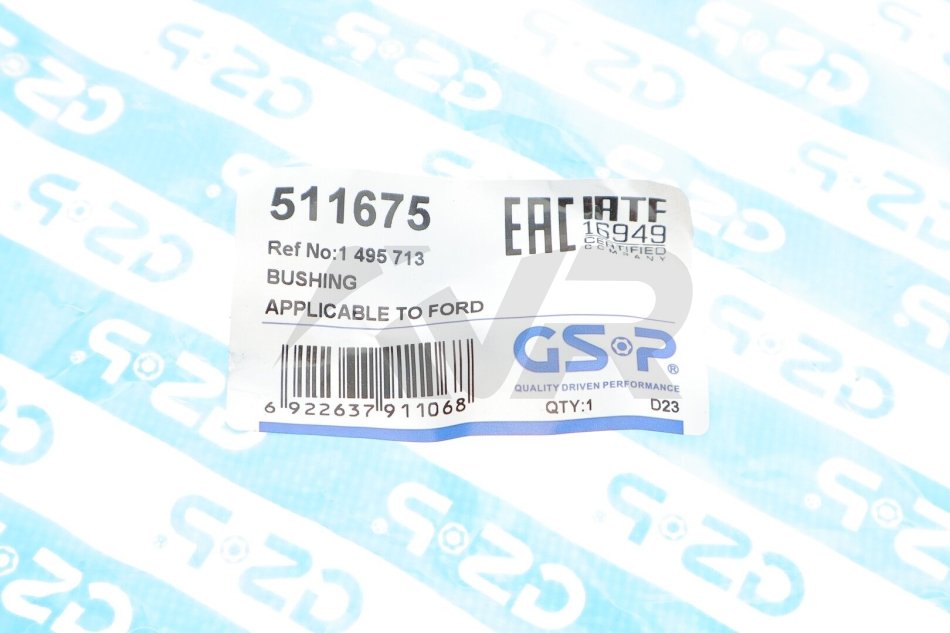 511675
Ref No:1 495 713
BUSHING
APPLICABLE TO FORD
EAC
IATF
16949
CERTIFIED
COMPANY
GSP®
QUALITY DRIVEN PERFORMANCE
6 922637 911068
QTY:1
D23